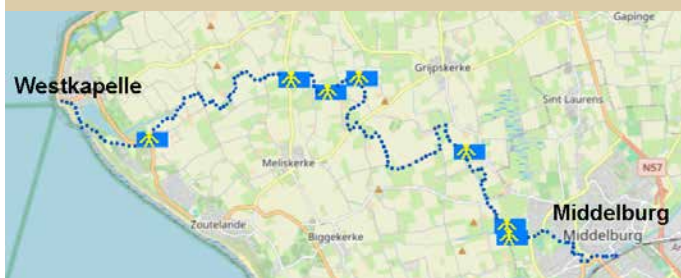 Gapinge
Westkapelle
Grijpskerke
Sint Laurens
Meliskerke
N57
Middelburg
Zoutelande
Middelburg
Biggekerke